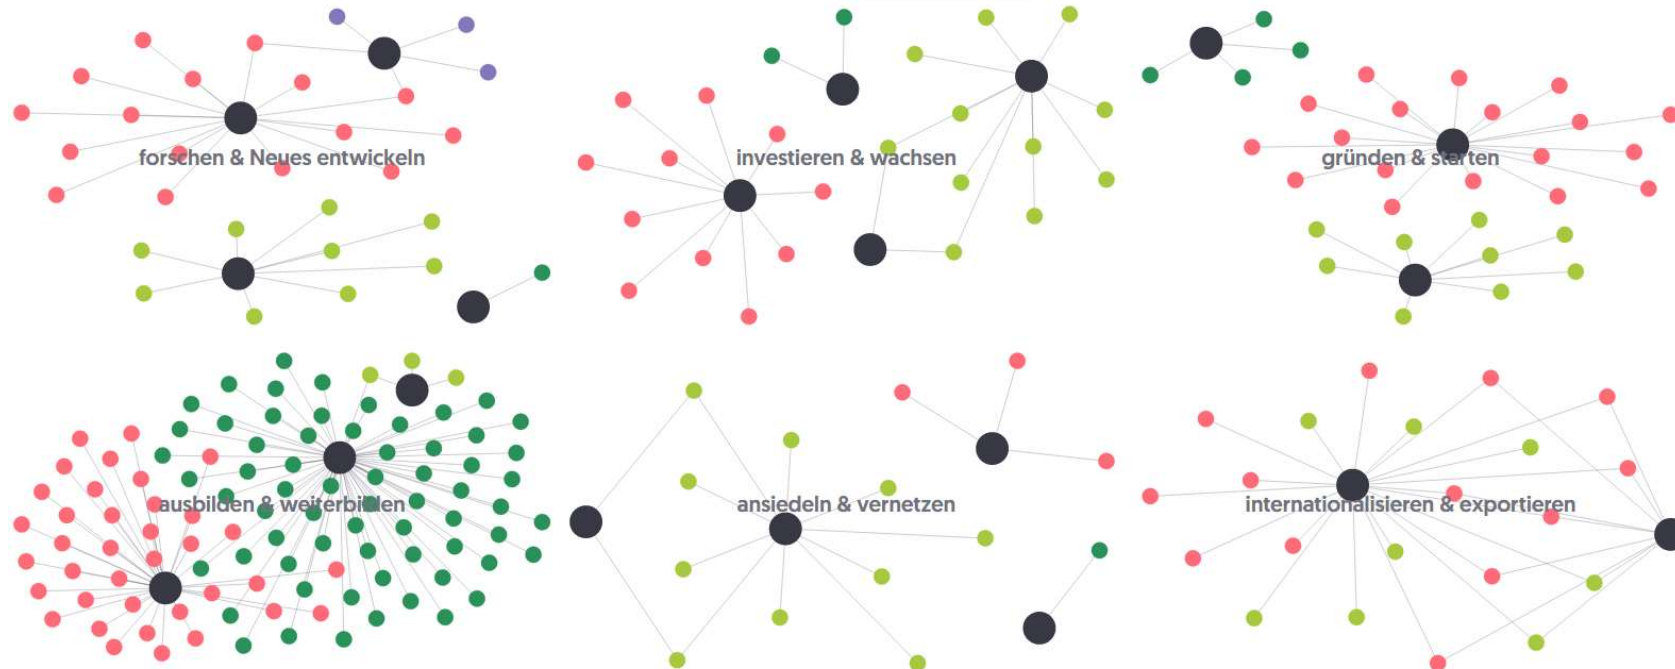 forschen & Neues entwickeln
investieren & wachsen
gründen & starten
ausbilden & weiterbilden
ansiedeln & vernetzen
internationalisieren & exportieren